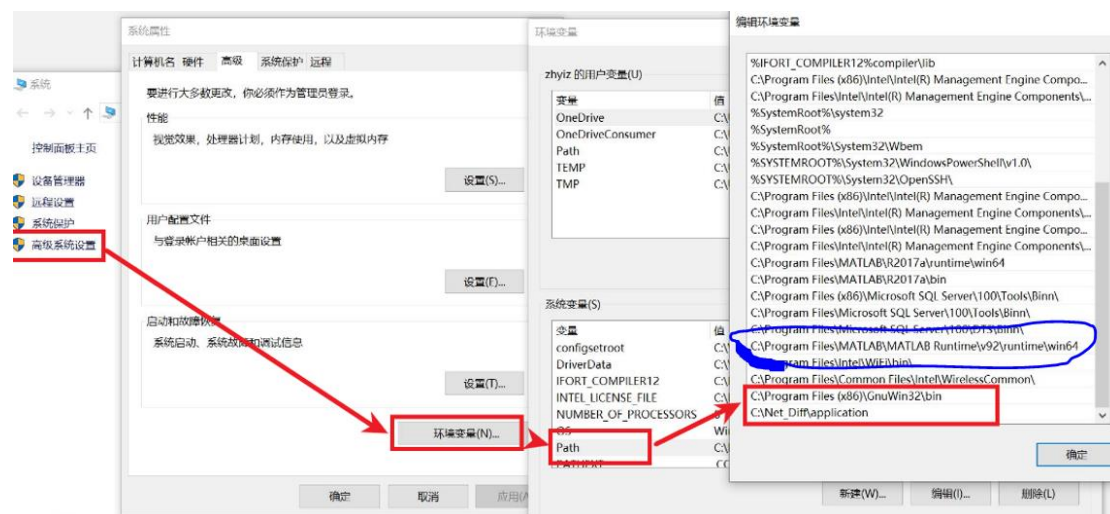 系统
控制面板主页
设备管理器
远程设置
系统保护
高级系统设置
系统属性
计算机名 硬件 高级 系统保护 远程
要进行大多数更改，你必须作为管理员登录。
性能
视觉效果，处理器计划，内存使用，以及虚拟内存
设置(S)...
用户配置文件
与登录帐户相关的桌面设置
设置(E)...
启动和故障恢复
系统启动、系统故障和调试信息
设置(T)...
环境变量(N)...
确定 取消 应用(A
环境变量
zhyiz 的用户变量(U)
变量 值
OneDrive C:\
OneDriveConsumer C:\
Path C:\
TEMP C:\
TMP C:\
系统变量(S)
变量 值
configsetroot C:\
DriverData C:\
IFORT_COMPILER12 C:\
INTEL_LICENSE_FILE C:\
NUMBER_OF_PROCESSORS
OS Wi
Path C:\
新建(W)... 编辑(I)... 删除(L)
编辑环境变量
%IFORT_COMPILER12%compiler\lib
C:\Program Files (x86)\Intel\Intel(R) Management Engine Compo...
C:\Program Files\Intel\Intel(R) Management Engine Components\...
%SystemRoot%\system32
%SystemRoot%
%SystemRoot%\System32\Wbem
%SYSTEMROOT%\System32\WindowsPowerShell\v1.0\
%SYSTEMROOT%\System32\OpenSSH\
C:\Program Files (x86)\Intel\Intel(R) Management Engine Compo...
C:\Program Files\Intel\Intel(R) Management Engine Components\...
C:\Program Files (x86)\Intel\Intel(R) Management Engine Compo...
C:\Program Files\Intel\Intel(R) Management Engine Components\...
C:\Program Files\MATLAB\R2017a\runtime\win64
C:\Program Files\MATLAB\R2017a\bin
C:\Program Files (x86)\Microsoft SQL Server\100\Tools\Binn\
C:\Program Files\Microsoft SQL Server\100\Tools\Binn\
C:\Program Files\Microsoft SQL Server\100\DTS\Binn\
C:\Program Files\MATLAB\MATLAB Runtime\v92\runtime\win64
C:\Program Files\Intel\WiFi\bin\
C:\Program Files\Common Files\Intel\WirelessCommon\
C:\Program Files (x86)\GnuWin32\bin
C:\Net_Diff\application
确定